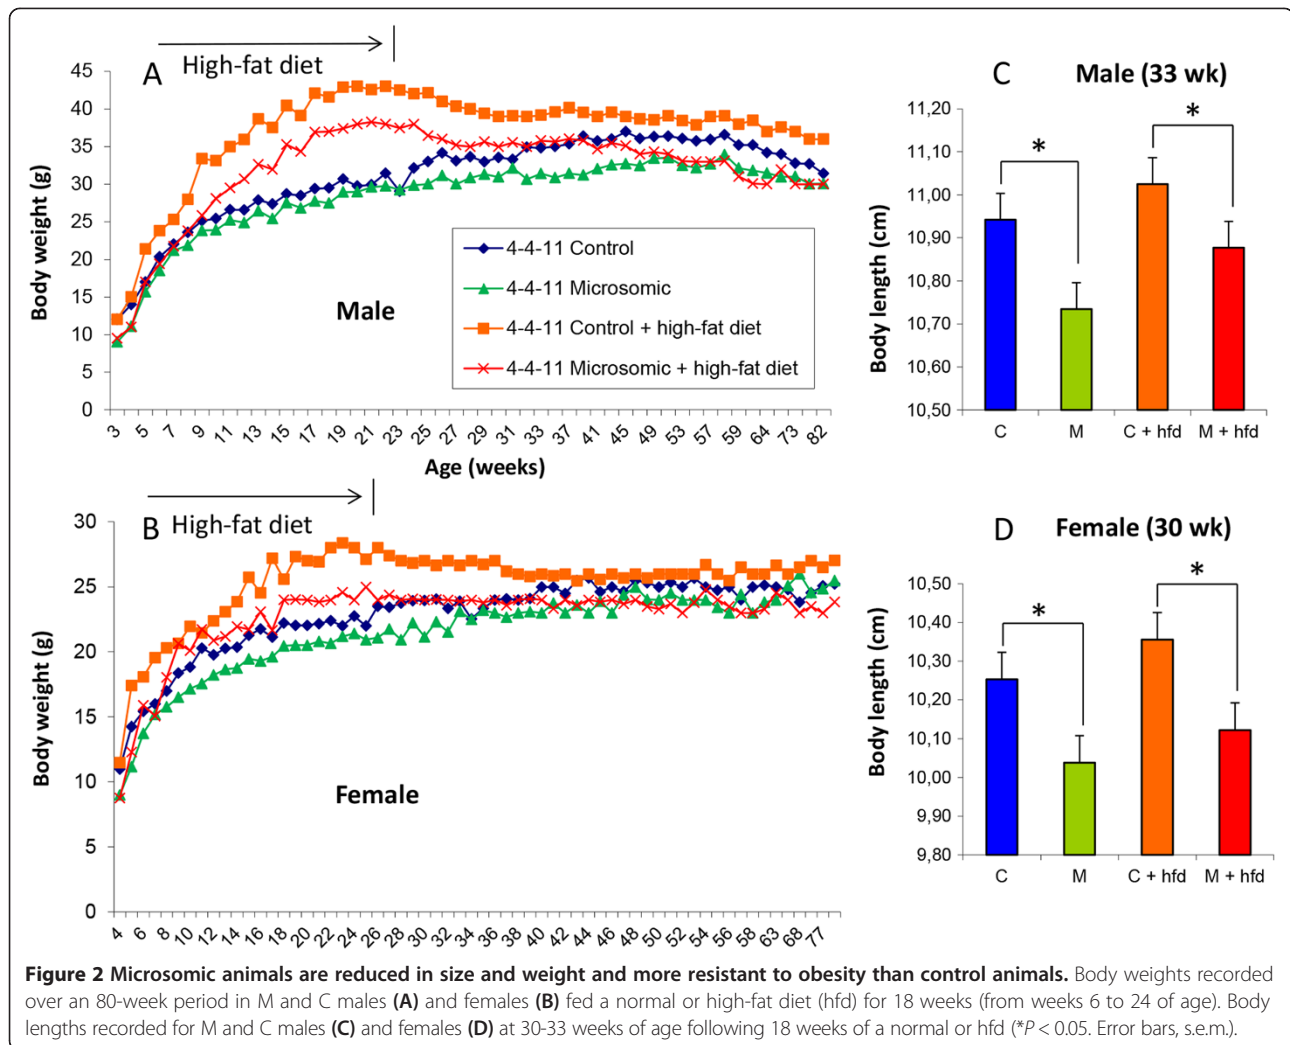 A
High-fat diet
Body weight (g)
45
40
35
30
25
20
15
10
5
0
Male
4-4-11 Control
4-4-11 Microsomic
4-4-11 Control + high-fat diet
4-4-11 Microsomic + high-fat diet
3 5 7 9 11 13 15 17 19 21 23 25 27 29 31 33 37 41 45 49 53 57 59 64 73 82
Age (weeks)
C
Male (33 wk)
Body length (cm)
11,20
11,10
11,00
10,90
10,80
10,70
10,60
10,50
*
*
C M C + hfd M + hfd
B
High-fat diet
Body weight (g)
30
25
20
15
10
5
0
Female
4 6 8 10 12 14 16 18 20 22 24 26 28 30 32 34 36 38 40 42 44 46 48 50 52 54 56 58 63 68 77
D
Female (30 wk)
Body length (cm)
10,50
10,40
10,30
10,20
10,10
10,00
9,90
9,80
*
*
C M C + hfd M + hfd
Figure 2 Microsomic animals are reduced in size and weight and more resistant to obesity than control animals. Body weights recorded
over an 80-week period in M and C males (A) and females (B) fed a normal or high-fat diet (hfd) for 18 weeks (from weeks 6 to 24 of age). Body
lengths recorded for M and C males (C) and females (D) at 30-33 weeks of age following 18 weeks of a normal or hfd (*P < 0.05. Error bars, s.e.m.).